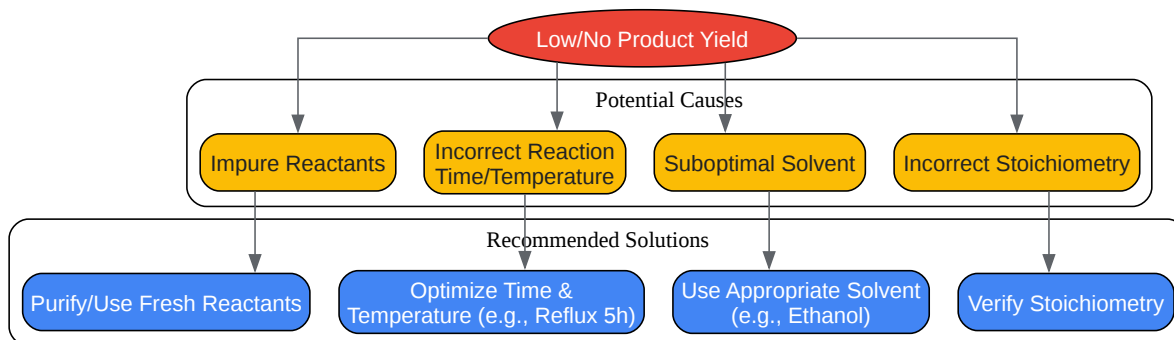 Low/No Product Yield
Potential Causes
Impure Reactants
Incorrect Reaction
Time/Temperature
Suboptimal Solvent
Incorrect Stoichiometry
Recommended Solutions
Purify/Use Fresh Reactants
Optimize Time &
Temperature (e.g., Reflux 5h)
Use Appropriate Solvent
(e.g., Ethanol)
Verify Stoichiometry